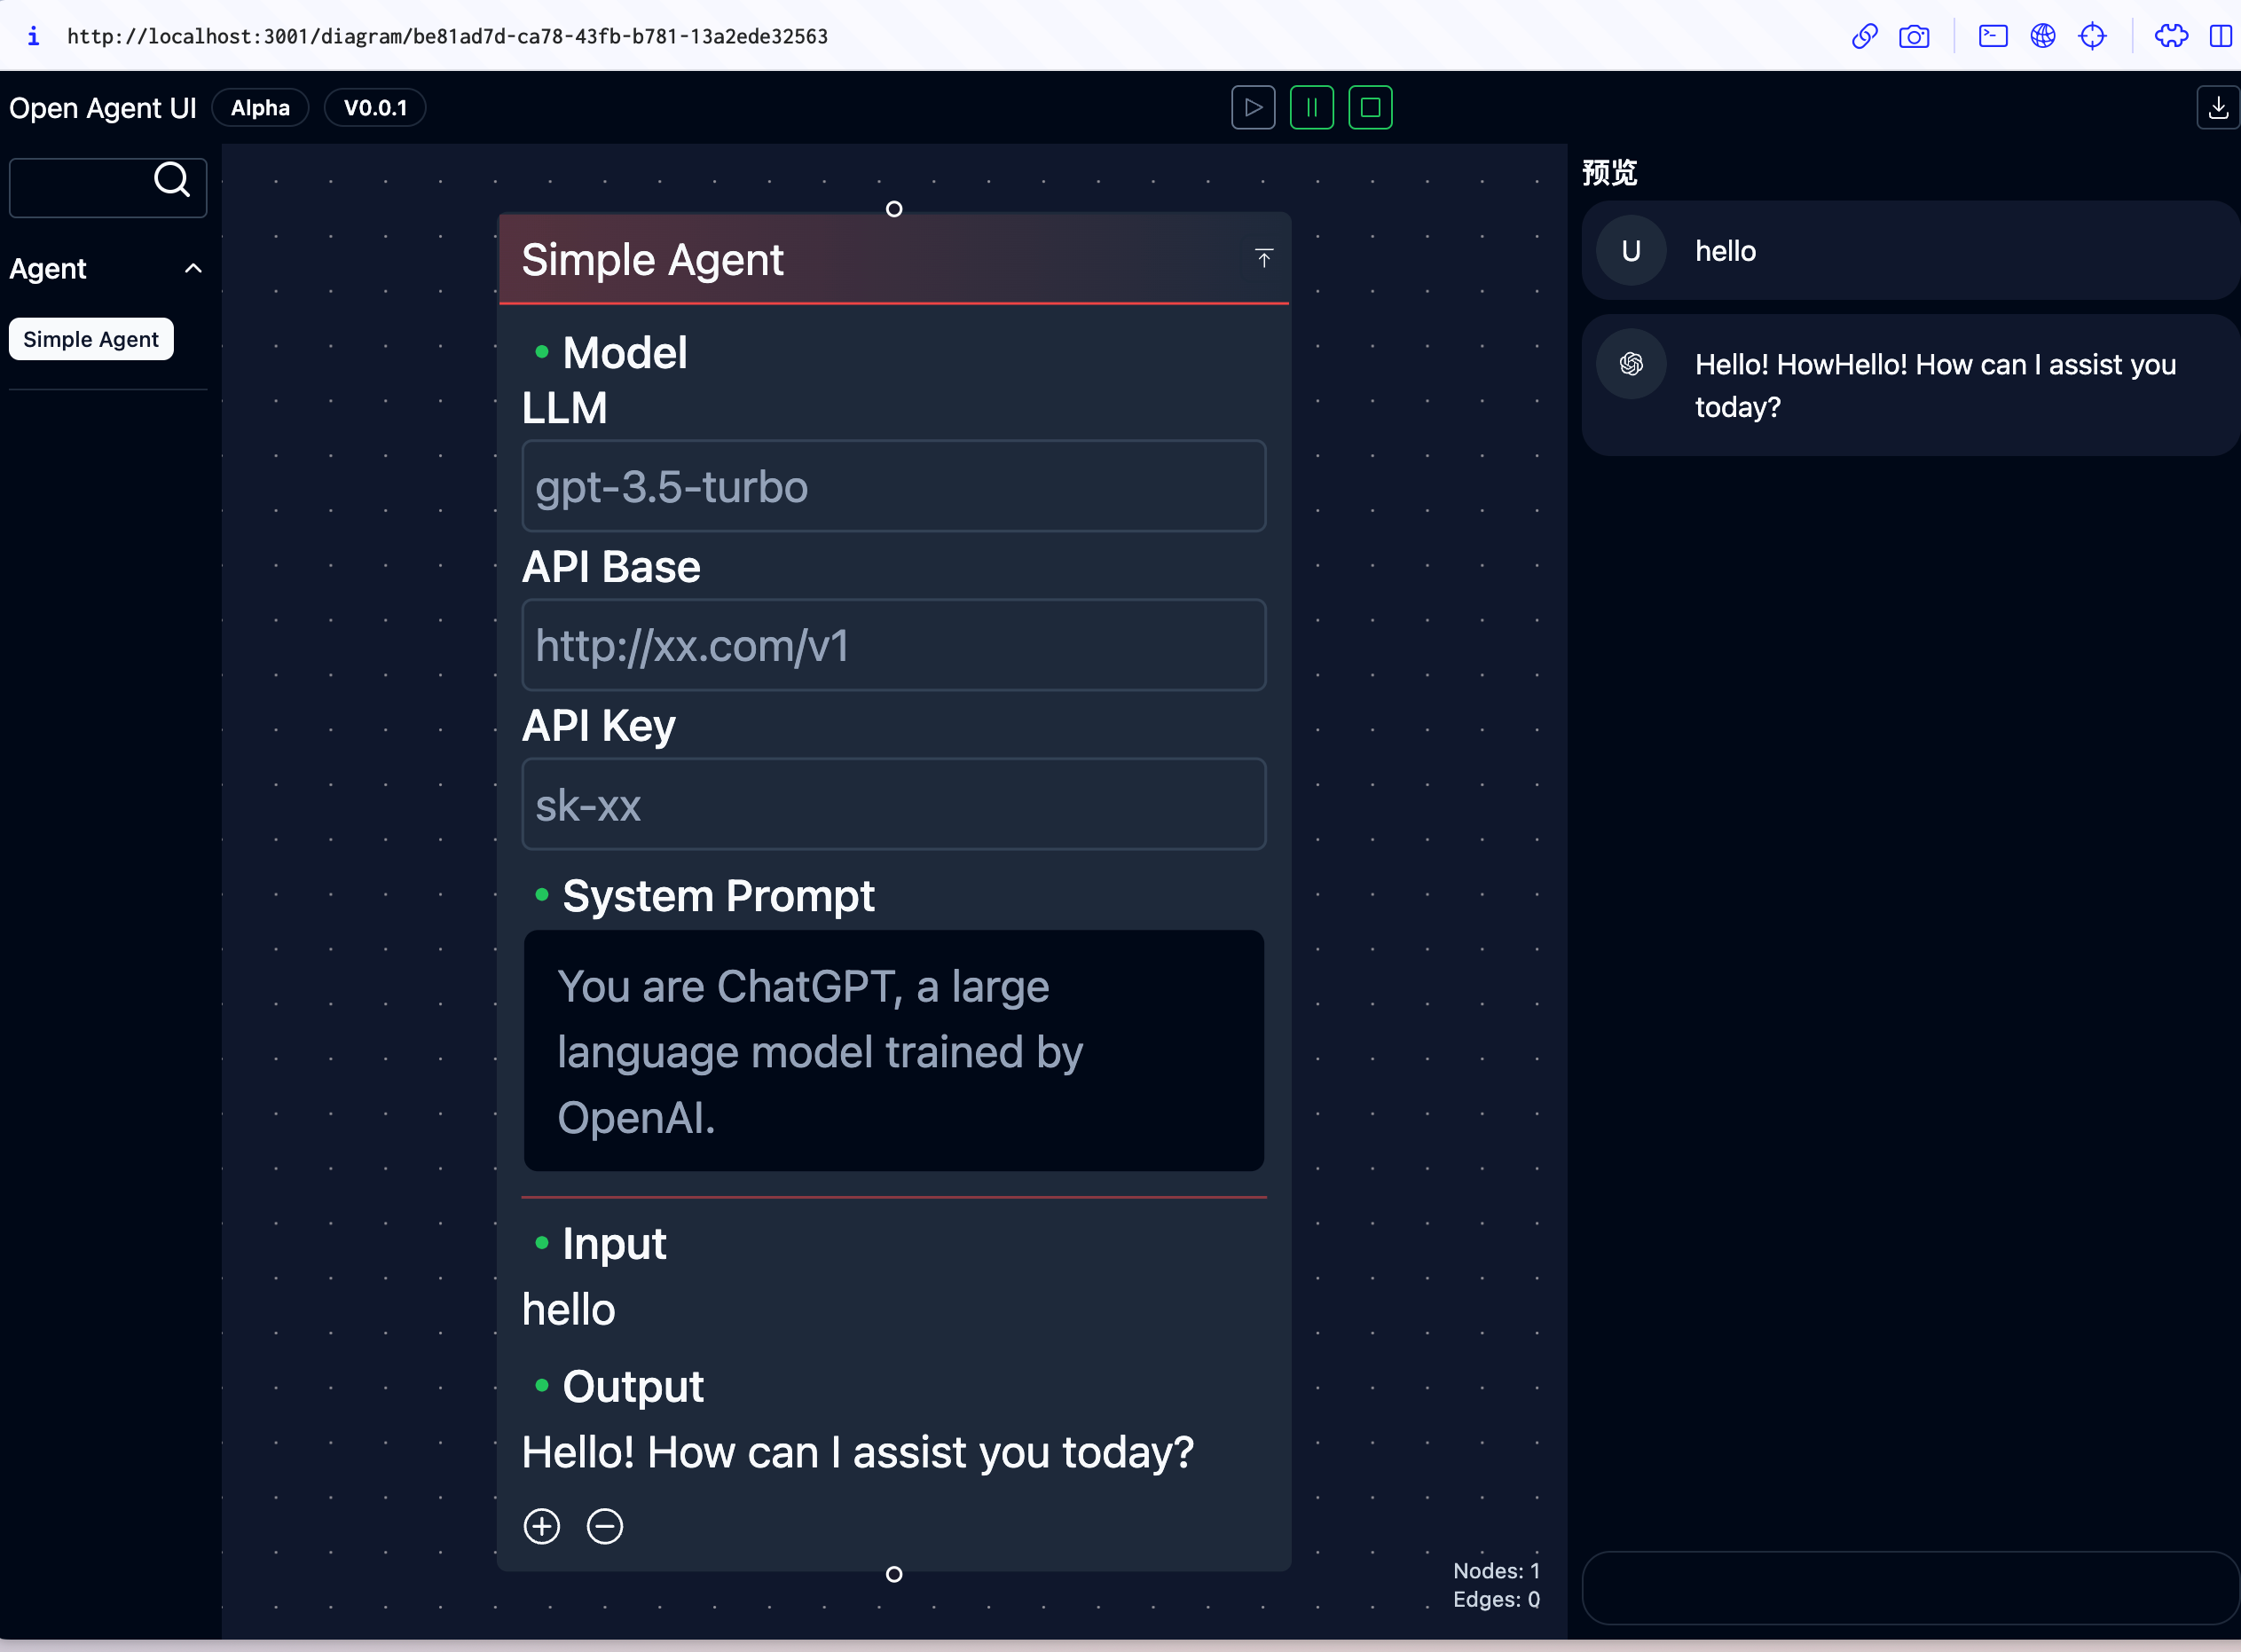 http://localhost:3001/diagram/be81ad7d-ca78-43fb-b781-13a2ede32563
Open Agent UI
Alpha
V0.0.1
Agent
Simple Agent
Simple Agent
Model
LLM
gpt-3.5-turbo
API Base
http://xx.com/v1
API Key
sk-xx
System Prompt
You are ChatGPT, a large
language model trained by
OpenAI.
Input
hello
Output
Hello! How can I assist you today?
Nodes: 1
Edges: 0
预览
U
hello
Hello! HowHello! How can I assist you
today?